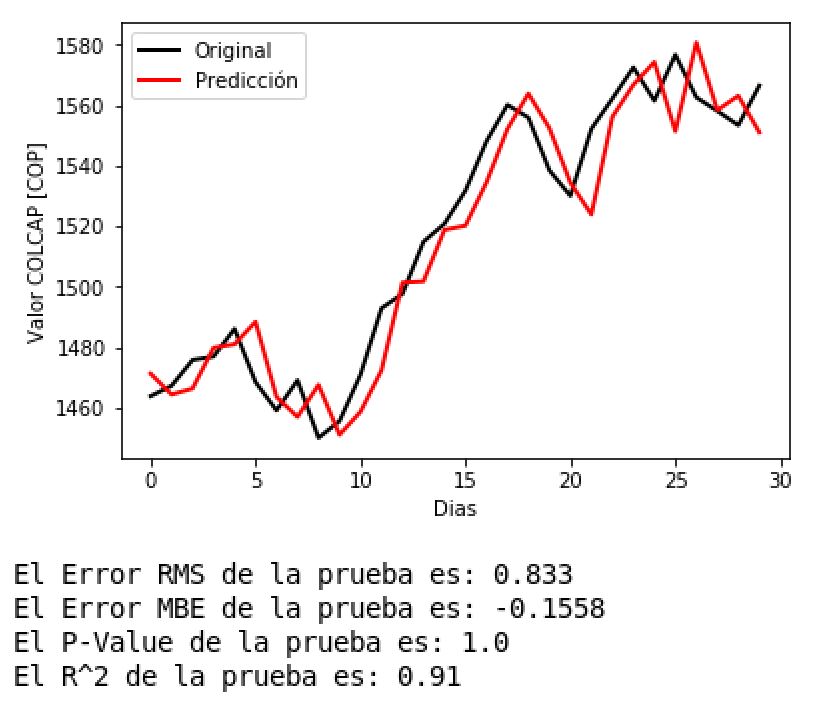 Original
Predicción
1580
1560
1540
1520
1500
1480
1460
Valor COLCAP [COP]
0 5 10 15 20 25 30
Dias
El Error RMS de la prueba es: 0.833
El Error MBE de la prueba es: -0.1558
El P-Value de la prueba es: 1.0
El R^2 de la prueba es: 0.91